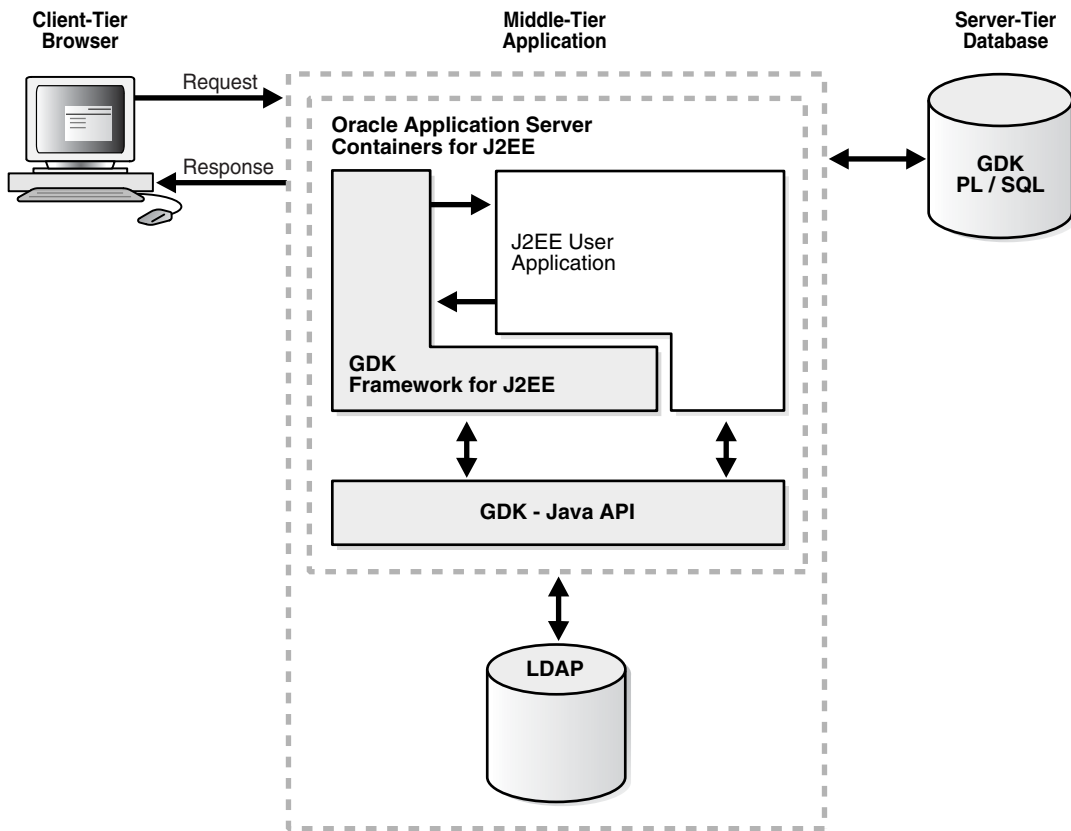 Client-Tier
Browser
Middle-Tier
Application
Server-Tier
Database
Request
Response
Oracle Application Server
Containers for J2EE
J2EE User
Application
GDK
Framework for J2EE
GDK - Java API
LDAP
GDK
PL / SQL